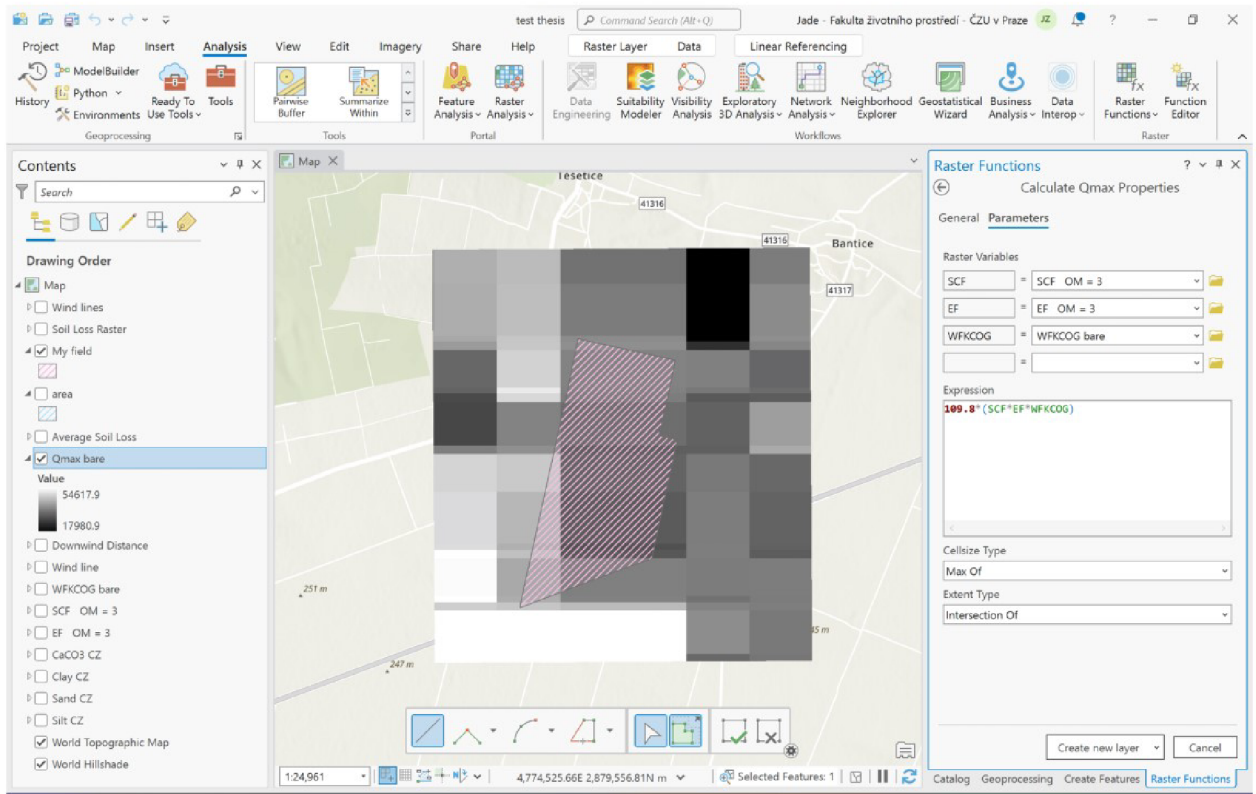 test thesis
Command Search (Alt+Q)
Jade - Fakulta životního prostředí - ČZU v Praze
JZ
?
Project Map Insert Analysis View Edit Imagery Share Help Raster Layer Data Linear Referencing
History
ModelBuilder
Python
Environments
Ready To Use Tools
Tools
Geoprocessing
Pairwise Buffer
Summarize Within
Tools
Feature Analysis
Raster Analysis
Portal
Data Engineering
Suitability Modeler
Visibility Analysis
Exploratory 3D Analysis
Network Analysis
Neighborhood Explorer
Geostatistical Wizard
Business Analysis
Data Interop
Workflows
Raster Functions
Function Editor
Raster
Contents
Search
Drawing Order
Map
Wind lines
Soil Loss Raster
My field
area
Average Soil Loss
Qmax bare
Value
54617.9
17980.9
Downwind Distance
Wind line
WFKCOG bare
SCF OM = 3
EF OM = 3
CaCO3 CZ
Clay CZ
Sand CZ
Silt CZ
World Topographic Map
World Hillshade
Map
Tesetice
41316
41316
Bantice
41317
251 m
247 m
1:24,961
4,774,525.66E 2,879,556.81N m
Selected Features: 1
Raster Functions
?
Calculate Qmax Properties
General Parameters
Raster Variables
SCF = SCF OM = 3
EF = EF OM = 3
WFKCOG = WFKCOG bare
=
Expression
109.8*(SCF*EF*WFKCOG)
Cellsize Type
Max Of
Extent Type
Intersection Of
Create new layer
Cancel
Catalog Geoprocessing Create Features Raster Functions